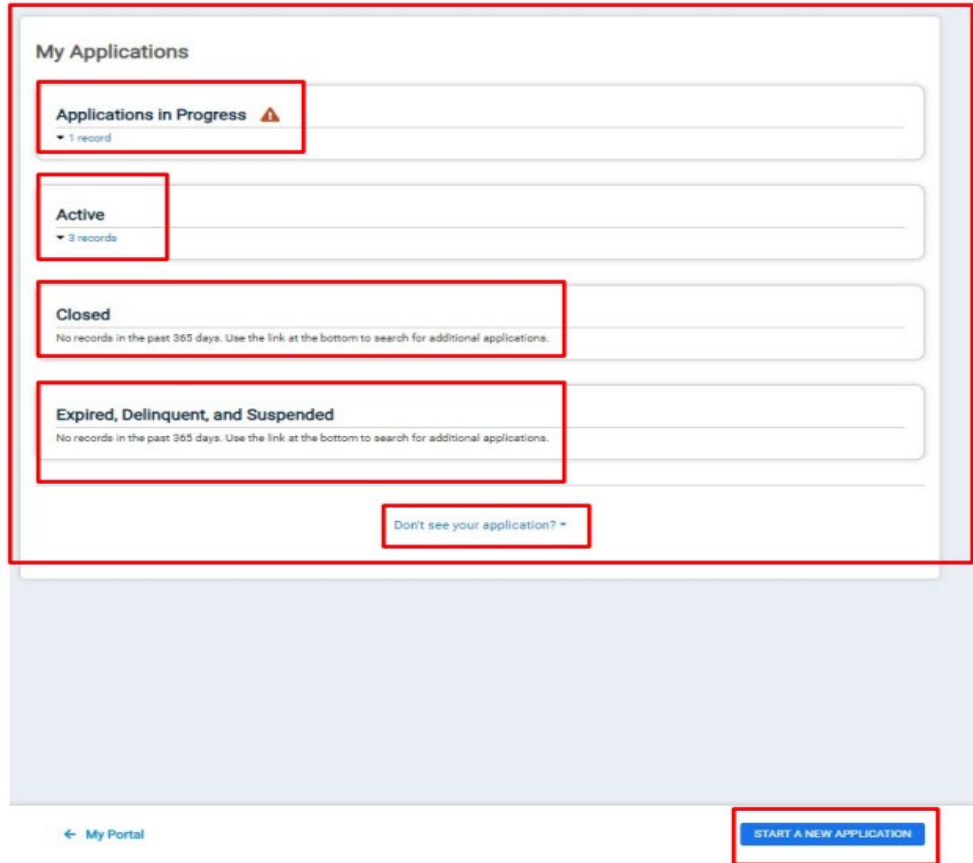 My Applications
Applications in Progress
1 record
Active
3 records
Closed
No records in the past 365 days. Use the link at the bottom to search for additional applications.
Expired, Delinquent, and Suspended
No records in the past 365 days. Use the link at the bottom to search for additional applications.
Don't see your application?
← My Portal
START A NEW APPLICATION